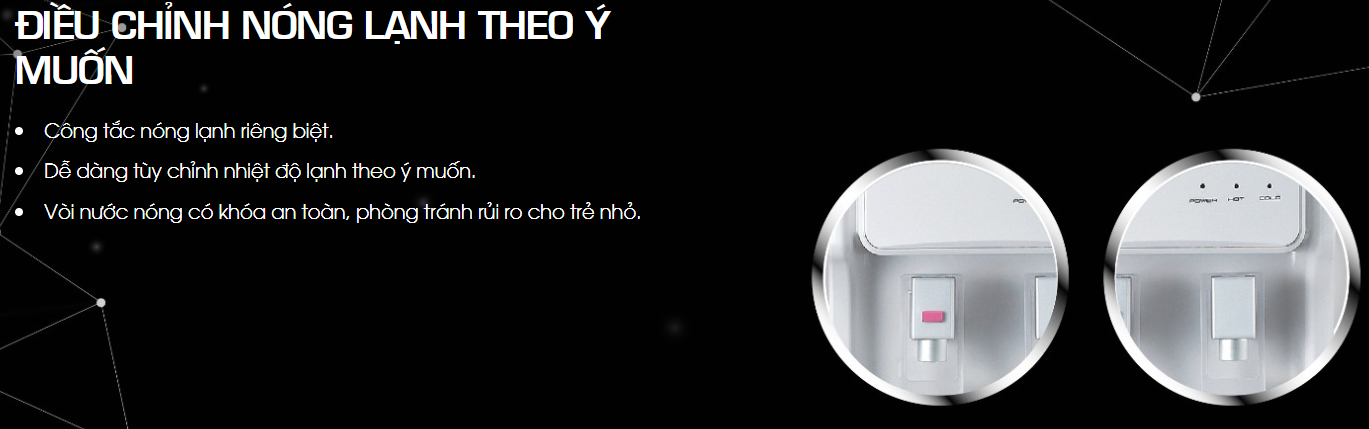 ĐIỀU CHỈNH NÓNG LẠNH THEO Ý
MUỐN
Công tắc nóng lạnh riêng biệt.
Dễ dàng tùy chỉnh nhiệt độ lạnh theo ý muốn.
Vòi nước nóng có khóa an toàn, phòng tránh rủi ro cho trẻ nhỏ.
POWER HOT COLD